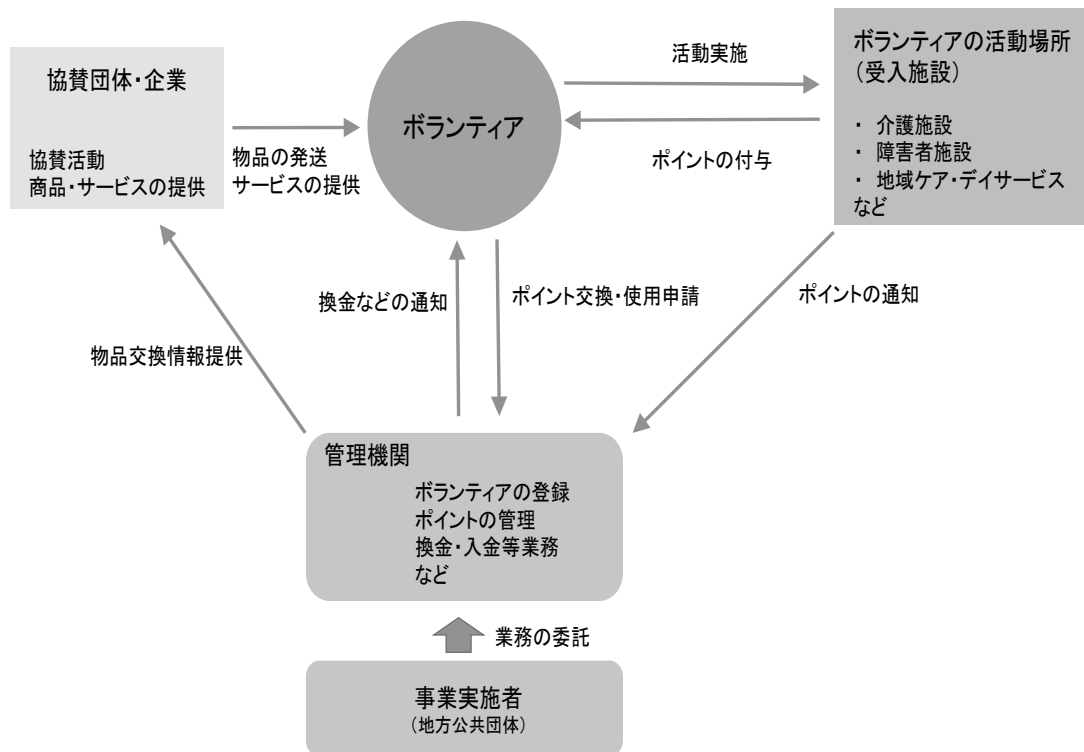 協賛団体・企業
協賛活動
商品・サービスの提供
物品の発送
サービスの提供
ボランティア
活動実施
ポイントの付与
ボランティアの活動場所
（受入施設）
・ 介護施設
・ 障害者施設
・ 地域ケア・デイサービス
など
換金などの通知
ポイント交換・使用申請
ポイントの通知
物品交換情報提供
管理機関
ボランティアの登録
ポイントの管理
換金・入金等業務
など
業務の委託
事業実施者
（地方公共団体）